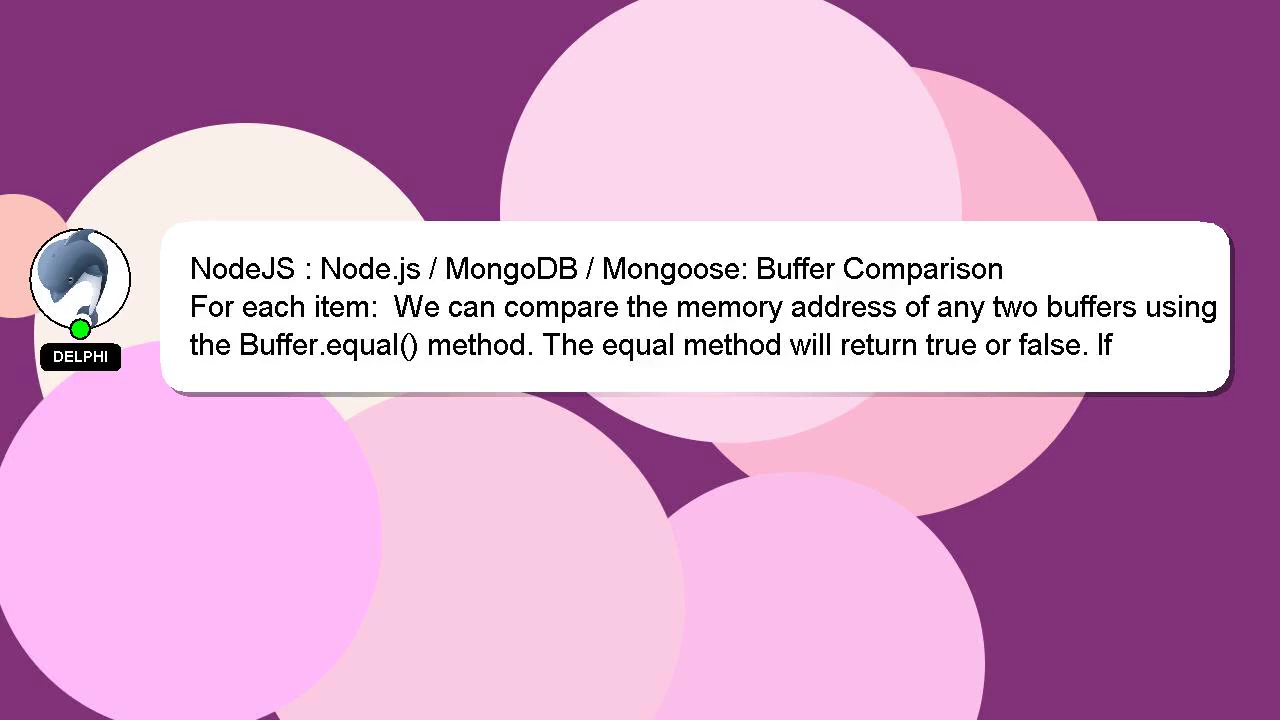 NodeJS : Node.js / MongoDB / Mongoose: Buffer Comparison
For each item:  We can compare the memory address of any two buffers using
the Buffer.equal() method. The equal method will return true or false. If
DELPHI